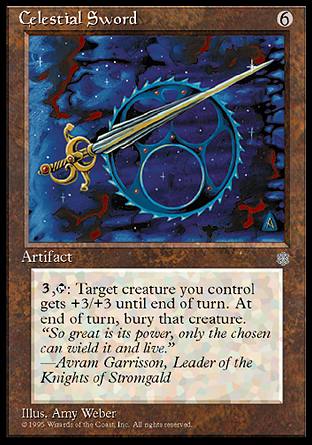 Celestial Sword 6
Artifact
3,: Target creature you control
gets +3/+3 until end of turn. At
end of turn, bury that creature.
“So great is its power, only the chosen
can wield it and live.”
—Avram Garrisson, Leader of the
Knights of Stromgald
Illus. Amy Weber
©1995 Wizards of the Coast, Inc. All rights reserved.